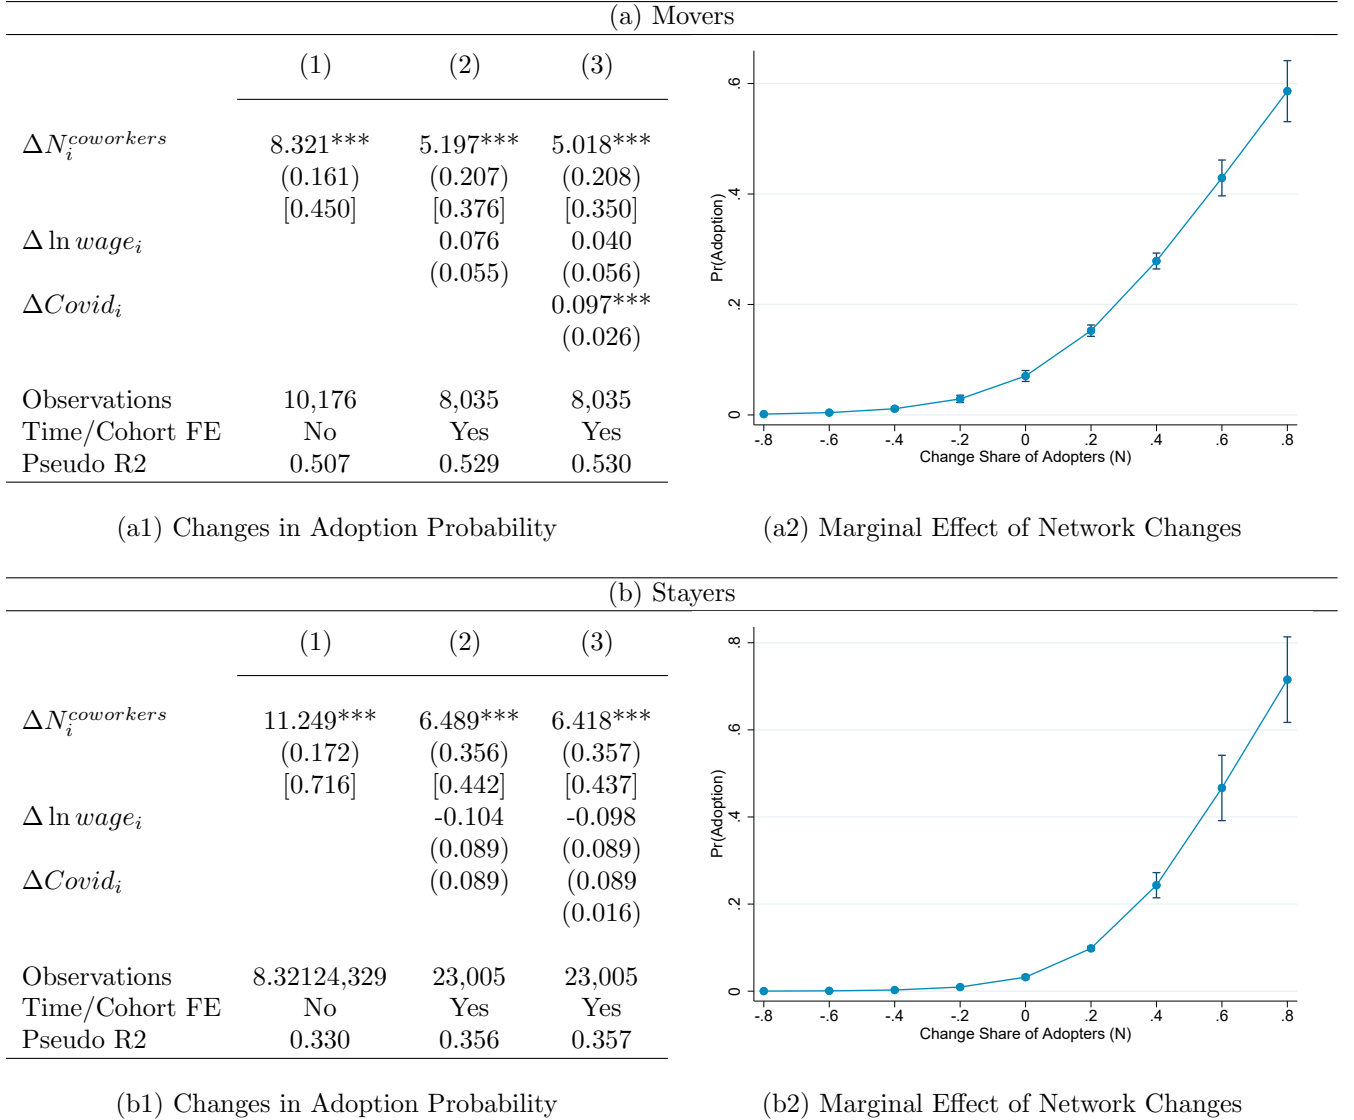 (a) Movers
(1) (2) (3)
ΔN_i^{coworkers} 8.321*** 5.197*** 5.018***
(0.161) (0.207) (0.208)
[0.450] [0.376] [0.350]
Δ ln wage_i 0.076 0.040
(0.055) (0.056)
ΔCovid_i 0.097***
(0.026)
Observations 10,176 8,035 8,035
Time/Cohort FE No Yes Yes
Pseudo R2 0.507 0.529 0.530
(a1) Changes in Adoption Probability
Pr(Adoption)
.6
.4
.2
0
-.8 -.6 -.4 -.2 0 .2 .4 .6 .8
Change Share of Adopters (N)
(a2) Marginal Effect of Network Changes
(b) Stayers
(1) (2) (3)
ΔN_i^{coworkers} 11.249*** 6.489*** 6.418***
(0.172) (0.356) (0.357)
[0.716] [0.442] [0.437]
Δ ln wage_i -0.104 -0.098
(0.089) (0.089)
ΔCovid_i (0.089) (0.089
(0.016)
Observations 8.32124,329 23,005 23,005
Time/Cohort FE No Yes Yes
Pseudo R2 0.330 0.356 0.357
(b1) Changes in Adoption Probability
Pr(Adoption)
.8
.6
.4
.2
0
-.8 -.6 -.4 -.2 0 .2 .4 .6 .8
Change Share of Adopters (N)
(b2) Marginal Effect of Network Changes